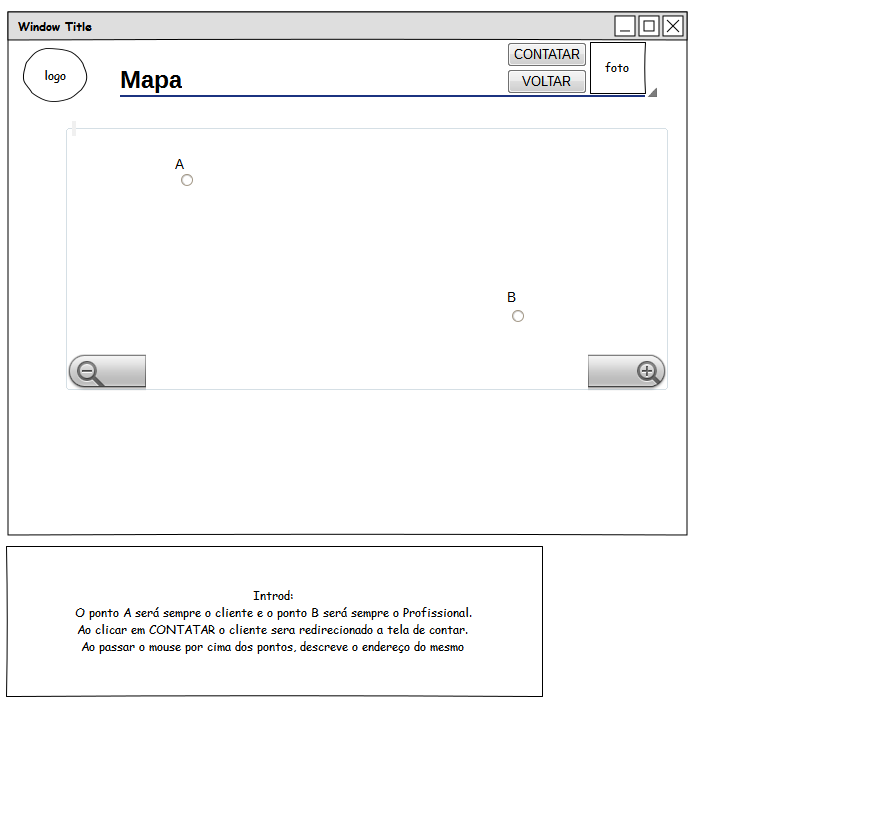 Window Title
logo
Mapa
CONTATAR
VOLTAR
foto
A
B
Introd:
O ponto A será sempre o cliente e o ponto B será sempre o Profissional.
Ao clicar em CONTATAR o cliente sera redirecionado a tela de contar.
Ao passar o mouse por cima dos pontos, descreve o endereço do mesmo